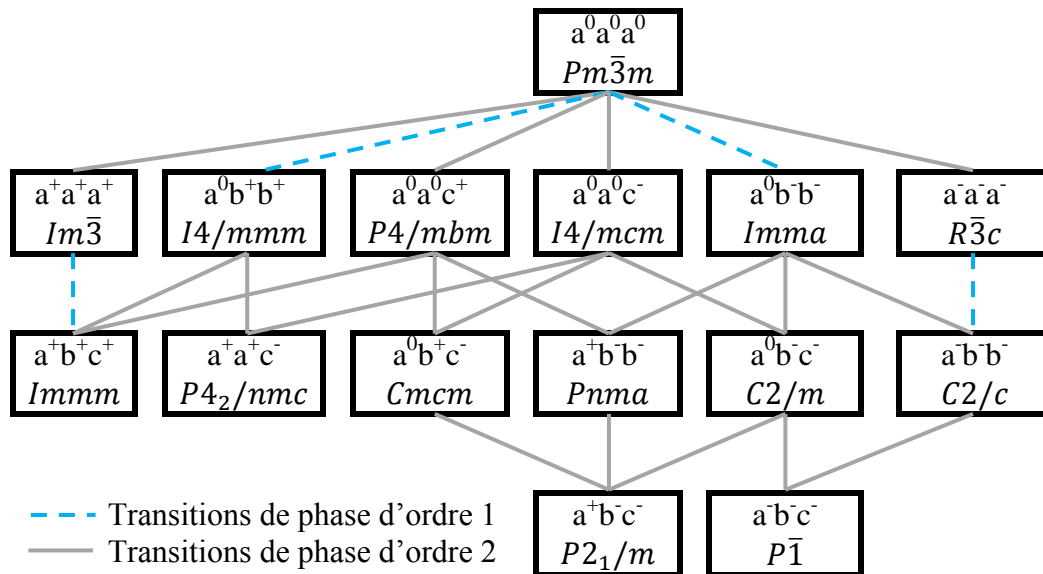 a⁰a⁰a⁰
Pm3̅m
a⁺a⁺a⁺
Im3̅
a⁰b⁺b⁺
I4/mmm
a⁰a⁰c⁺
P4/mbm
a⁰a⁰c⁻
I4/mcm
a⁰b⁻b⁻
Imma
a⁻a⁻a⁻
R3̅c
a⁺b⁺c⁺
Immm
a⁺a⁺c⁻
P4₂/nmc
a⁰b⁺c⁻
Cmcm
a⁺b⁻b⁻
Pnma
a⁰b⁻c⁻
C2/m
a⁻b⁻b⁻
C2/c
a⁺b⁻c⁻
P2₁/m
a⁻b⁻c⁻
P1̅
Transitions de phase d’ordre 1
Transitions de phase d’ordre 2